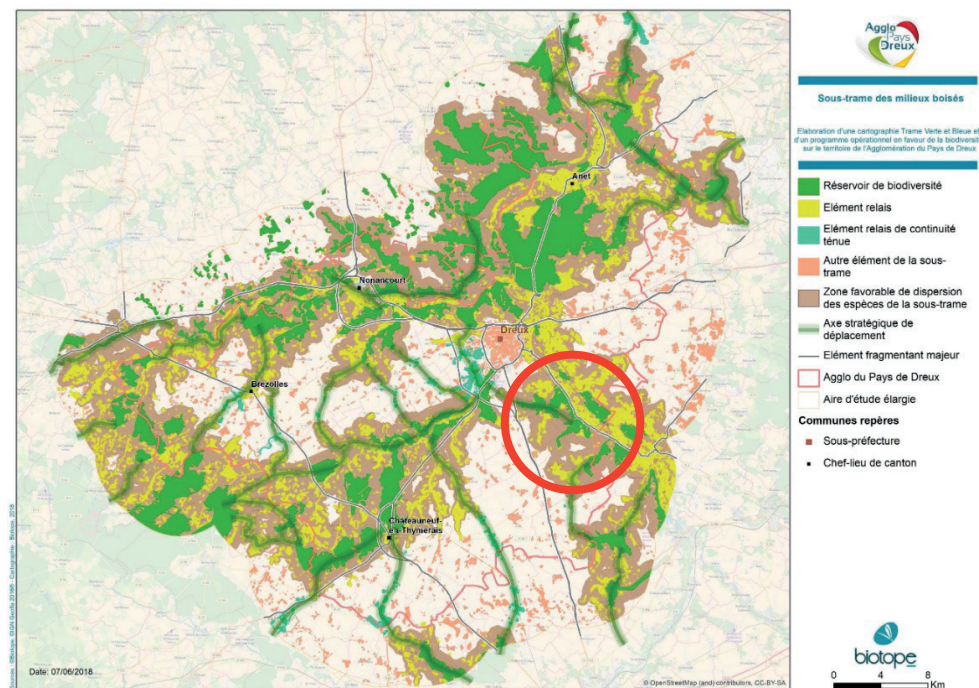 Agglo
Pays
Dreux
Sous-trame des milieux boisés
Elaboration d'une cartographie Trame Verte et Bleue et
d'un programme opérationnel en faveur de la biodiversit
sur le territoire de l'Agglomération du Pays de Dreux
Réservoir de biodiversité
Elément relais
Elément relais de continuité
ténue
Autre élément de la sous-
trame
Zone favorable de dispersion
des espèces de la sous-trame
Axe stratégique de
déplacement
Elément fragmentant majeur
Agglo du Pays de Dreux
Aire d'étude élargie
Communes repères
Sous-préfecture
Chef-lieu de canton
Anet
Nonancourt
Dreux
Brezolles
Châteauneuf-
en-Thymerais
Date: 07/06/2018
© OpenStreetMap (and) contributors, CC-BY-SA
biotope
0 4 8
Km